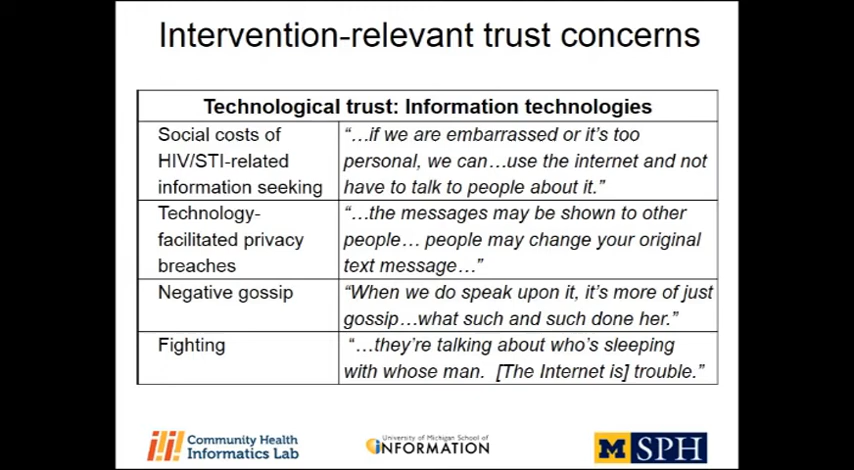 Intervention-relevant trust concerns
Technological trust: Information technologies
Social costs of
HIV/STI-related
information seeking
“…if we are embarrassed or it’s too
personal, we can…use the internet and not
have to talk to people about it.”
Technology-
facilitated privacy
breaches
“…the messages may be shown to other
people… people may change your original
text message…”
Negative gossip
“When we do speak upon it, it’s more of just
gossip…what such and such done her.”
Fighting
“…they’re talking about who’s sleeping
with whose man.  [The Internet is] trouble.”
Community Health
Informatics Lab
University of Michigan School of
INFORMATION
M SPH